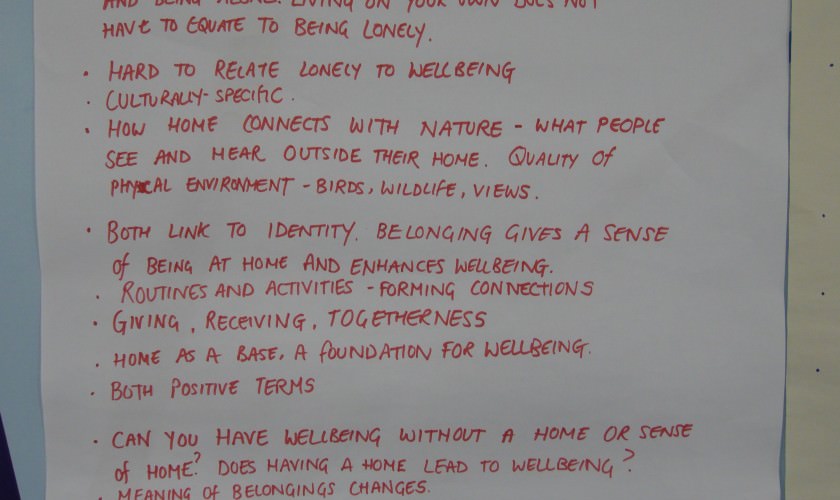 AND BEING ALONE. LIVING ON YOUR OWN DOES NOT
HAVE TO EQUATE TO BEING LONELY.
· HARD TO RELATE LONELY TO WELLBEING
· CULTURALLY-SPECIFIC.
· HOW HOME CONNECTS WITH NATURE - WHAT PEOPLE
SEE AND HEAR OUTSIDE THEIR HOME. QUALITY Of
PHYSICAL ENVIRONMENT - BIRDS, WILDLIFE, VIEWS.
· BOTH LINK TO IDENTITY. BELONGING GIVES A SENSE
of BEING AT HOME AND ENHANCES WELLBEING.
· ROUTINES AND ACTIVITIES - FORMING CONNECTIONS
· GIVING, RECEIVING, TOGETHERNESS
· HOME AS A BASE, A fOUNDATION FOR WELLBEING.
· BOTH POSITIVE TERMS
· CAN YOU HAVE WELLBEING WITHOUT A HOME OR SENSE
of HOME? DOES HAVING A HOME LEAD TO WELLBEING?
· MEANING Of BELONGINGS CHANGES.